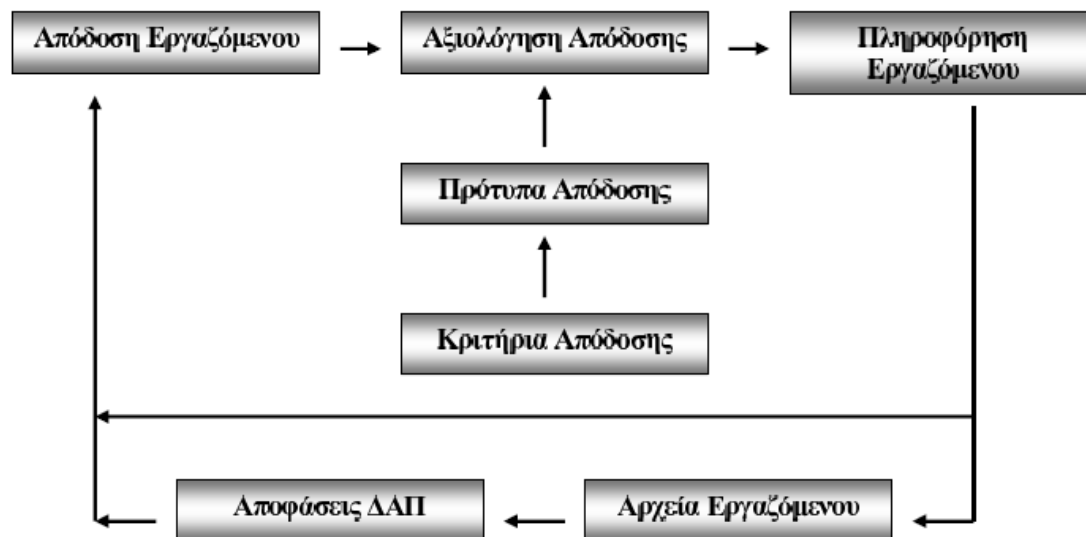 Απόδοση Εργαζόμενου
Αξιολόγηση Απόδοσης
Πληροφόρηση
Εργαζόμενου
Πρότυπα Απόδοσης
Κριτήρια Απόδοσης
Αποφάσεις ΔΑΠ
Αρχεία Εργαζόμενου